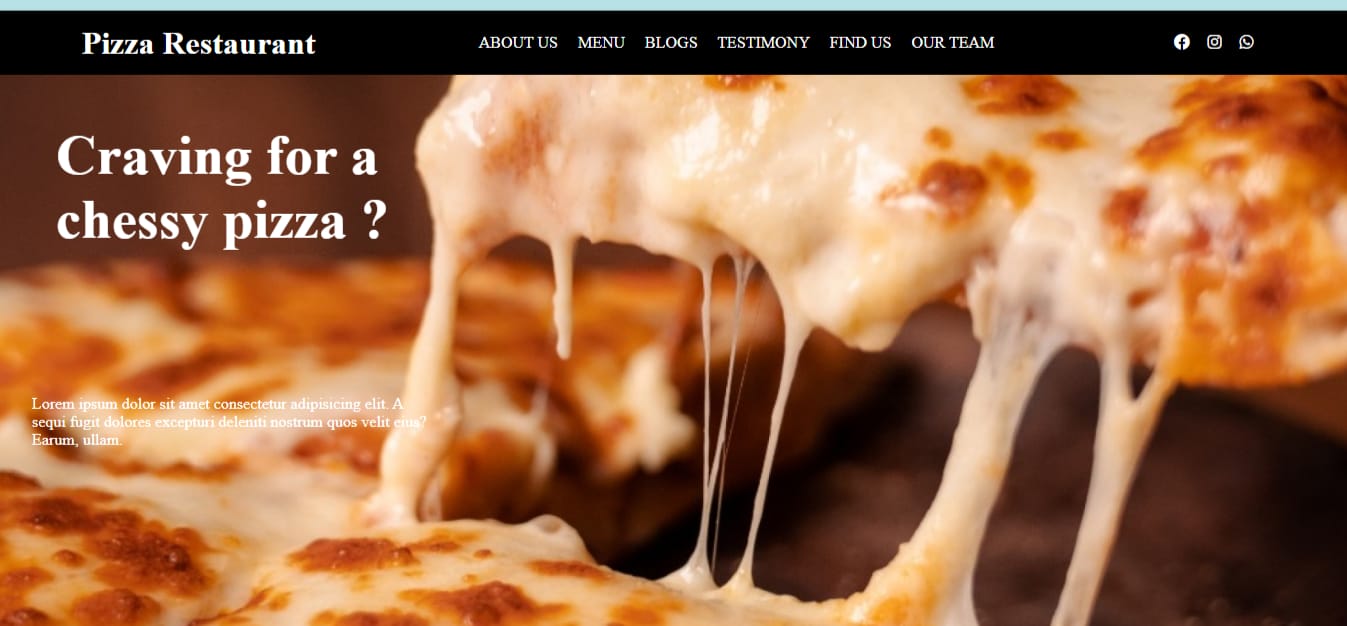 Pizza Restaurant
ABOUT US MENU BLOGS TESTIMONY FIND US OUR TEAM
Craving for a
chessy pizza ?
Lorem ipsum dolor sit amet consectetur adipisicing elit. A
sequi fugit dolores excepturi deleniti nostrum quos velit eius?
Earum, ullam.